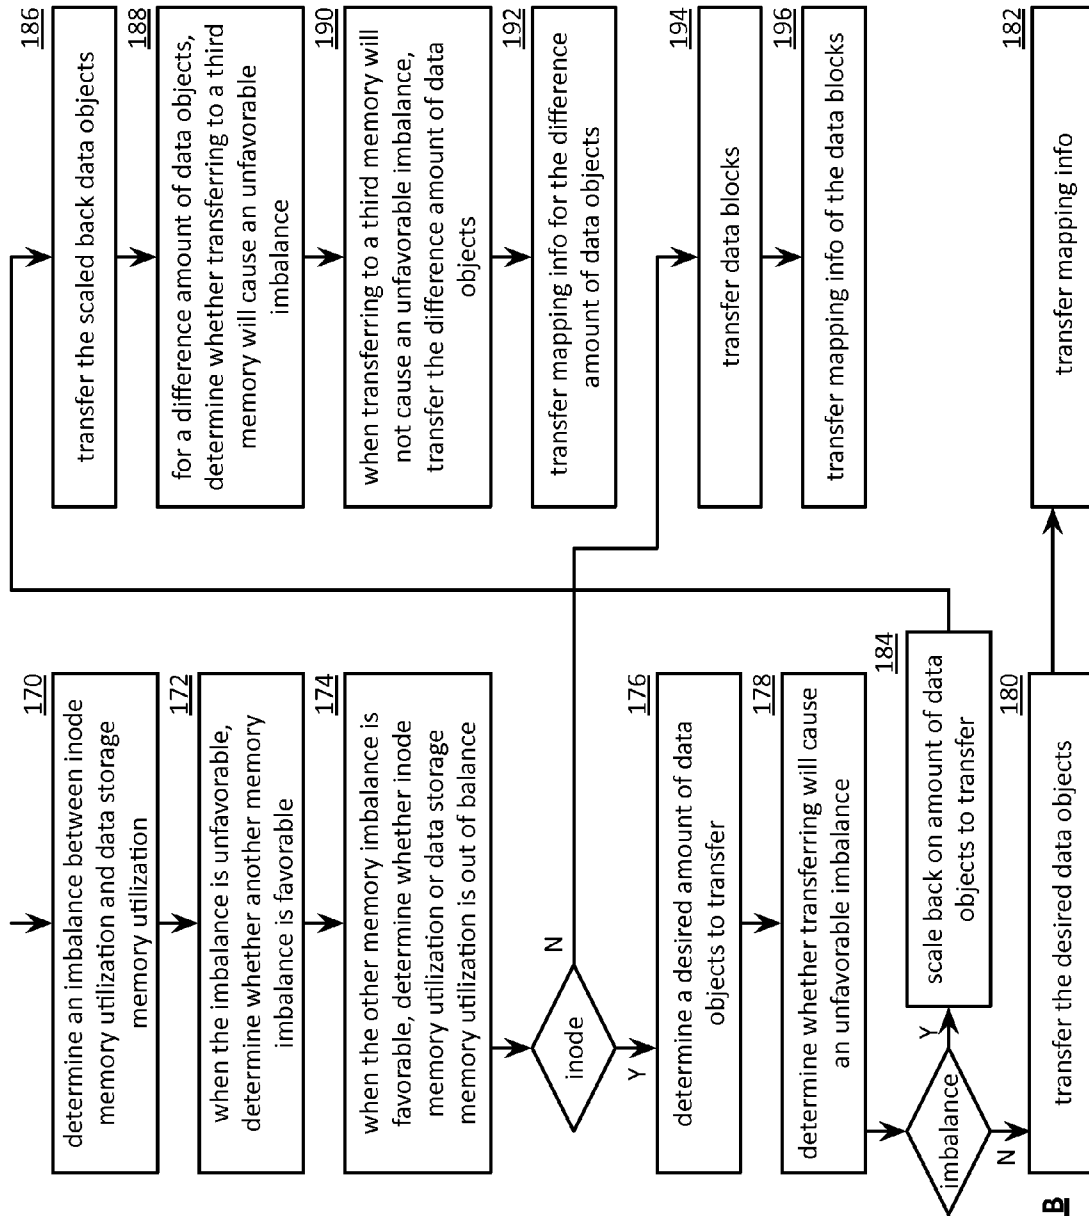 170
determine an imbalance between inode
memory utilization and data storage
memory utilization
172
when the imbalance is unfavorable,
determine whether another memory
imbalance is favorable
174
when the other memory imbalance is
favorable, determine whether inode
memory utilization or data storage
memory utilization is out of balance
inode
N
Y
176
determine a desired amount of data
objects to transfer
178
determine whether transferring will cause
an unfavorable imbalance
imbalance
Y
N
184
scale back on amount of data
objects to transfer
180
transfer the desired data objects
182
transfer mapping info
186
transfer the scaled back data objects
188
for a difference amount of data objects,
determine whether transferring to a third
memory will cause an unfavorable
imbalance
190
when transferring to a third memory will
not cause an unfavorable imbalance,
transfer the difference amount of data
objects
192
transfer mapping info for the difference
amount of data objects
194
transfer data blocks
196
transfer mapping info of the data blocks
B